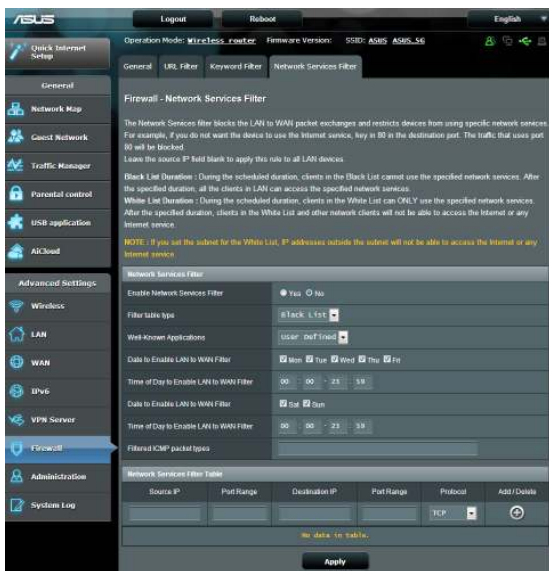 ASUS
Logout
Reboot
English
Quick Internet Setup
Operation Mode: Wireless router Firmware Version: SSID: ASUS ASUS_5G
General
URL Filter
Keyword Filter
Network Services Filter
General
Network Map
Guest Network
Traffic Manager
Parental control
USB application
AiCloud
Advanced Settings
Wireless
LAN
WAN
IPv6
VPN Server
Firewall
Administration
System Log
Firewall - Network Services Filter
The Network Services filter blocks the LAN to WAN packet exchanges and restricts devices from using specific network services.
For example, if you do not want the device to use the Internet service, key in 80 in the destination port. The traffic that uses port
80 will be blocked.
Leave the source IP field blank to apply this rule to all LAN devices.
Black List Duration : During the scheduled duration, clients in the Black List cannot use the specified network services. After
the specified duration, all the clients in LAN can access the specified network services.
White List Duration : During the scheduled duration, clients in the White List can ONLY use the specified network services.
After the specified duration, clients in the White List and other network clients will not be able to access the Internet or any
Internet service.
NOTE : If you set the subnet for the White List, IP addresses outside the subnet will not be able to access the Internet or any
Internet service.
Network Services Filter
Enable Network Services Filter Yes No
Filter table type Black List
Well-Known Applications User Defined
Date to Enable LAN to WAN Filter Mon Tue Wed Thu Fri
Time of Day to Enable LAN to WAN Filter 00 : 00 - 23 : 59
Date to Enable LAN to WAN Filter Sat Sun
Time of Day to Enable LAN to WAN Filter 00 : 00 - 23 : 59
Filtered ICMP packet types
Network Services Filter Table
Source IP Port Range Destination IP Port Range Protocol Add / Delete
TCP
No data in table.
Apply